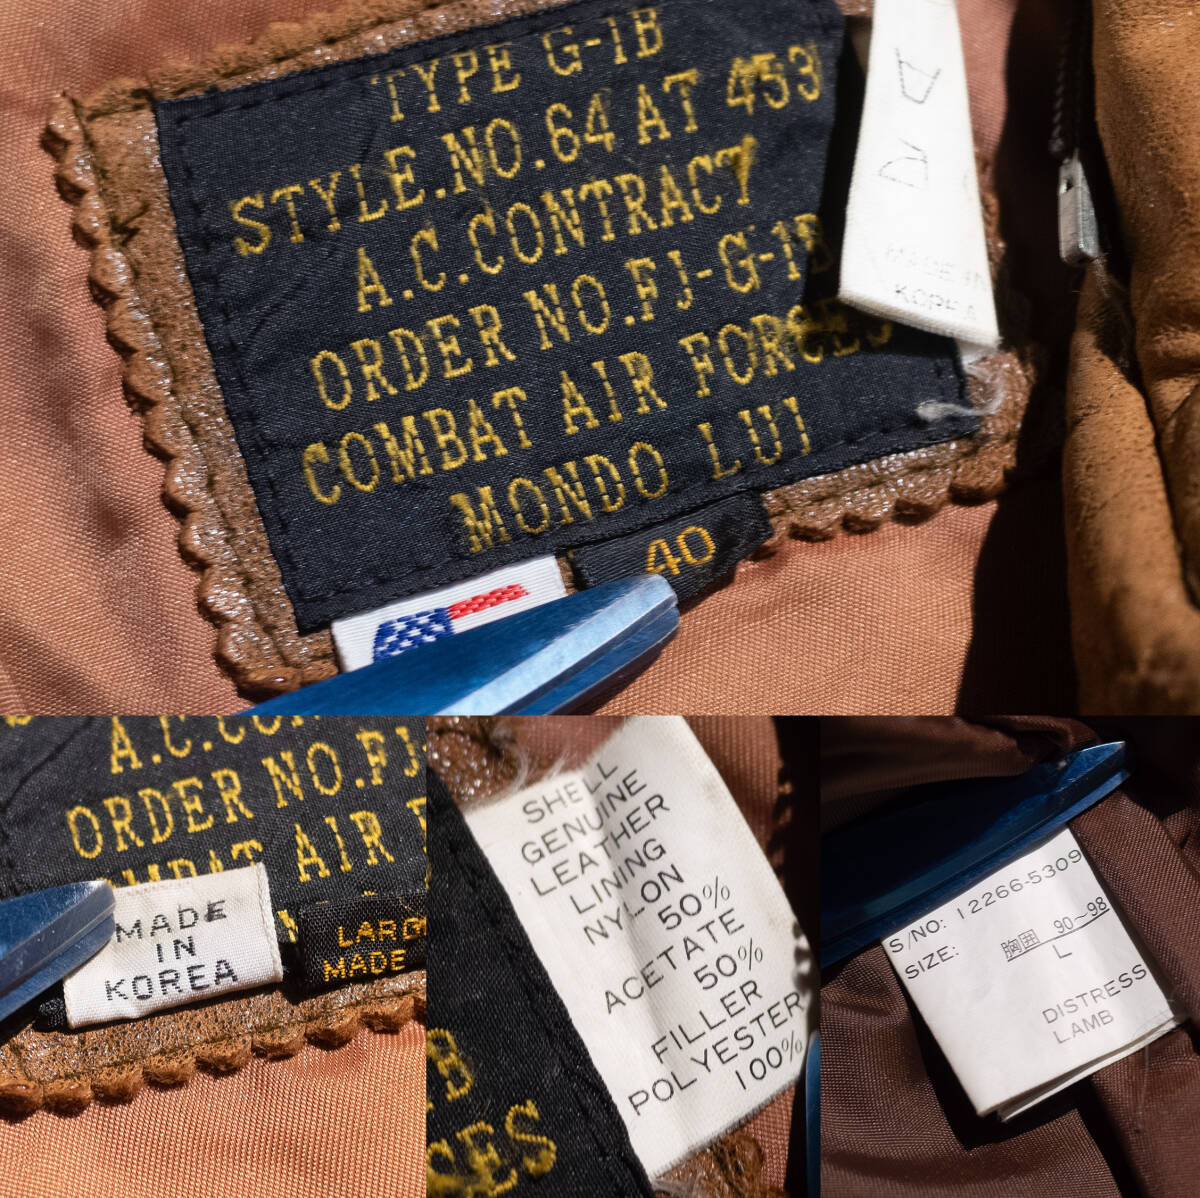 TYPE G-1B
STYLE.NO.64 AT 453
A.C.CONTRACT
ORDER NO.FJ-G-1B
COMBAT AIR FORCES
MONDO LUI
40
MADE IN
KOREA
A.C.
ORDER NO.FJ-
AIR
MADE
IN
KOREA
LARG
MADE
SHELL
GENUINE
LEATHER
LINING
NYLON
50%
ACETATE
50%
FILLER
POLYESTER
100%
B
CES
S/NO: 12266-5309
SIZE: 胸囲 90~98
L
DISTRESS
LAMB